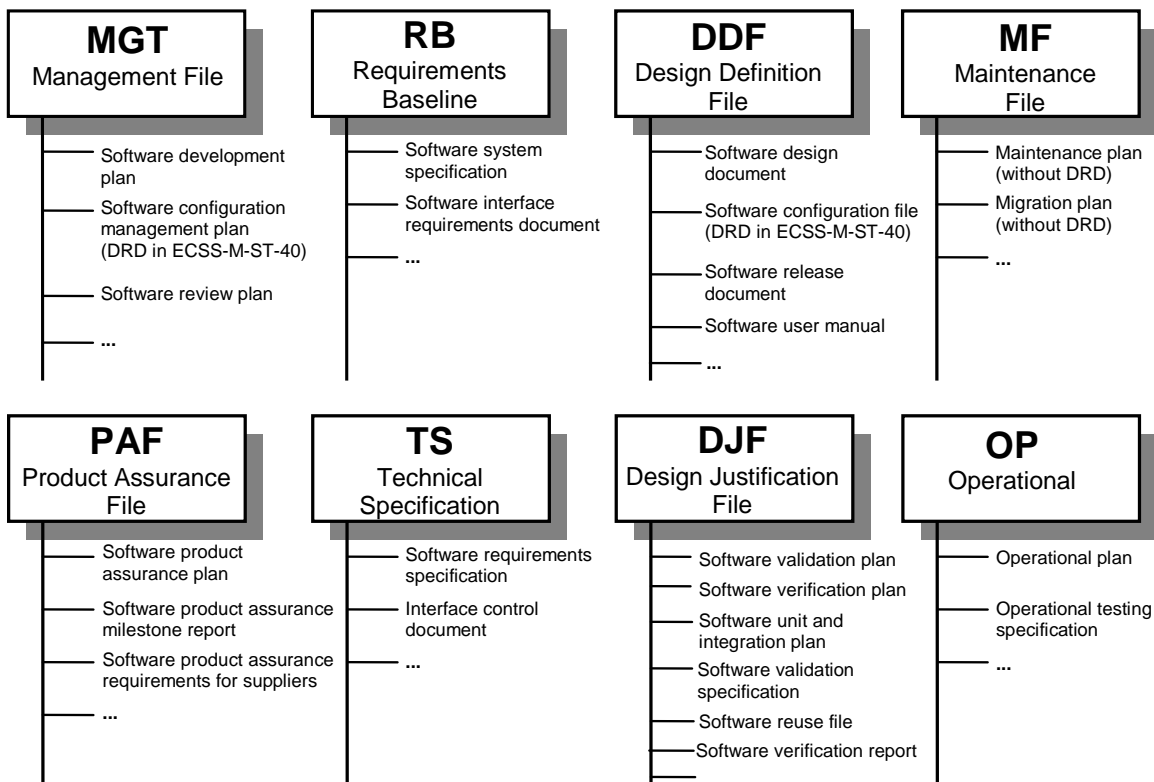 MGT
Management File
Software development
plan
Software configuration
management plan
(DRD in ECSS-M-ST-40)
Software review plan
...
RB
Requirements
Baseline
Software system
specification
Software interface
requirements document
...
DDF
Design Definition
File
Software design
document
Software configuration file
(DRD in ECSS-M-ST-40)
Software release
document
Software user manual
...
MF
Maintenance
File
Maintenance plan
(without DRD)
Migration plan
(without DRD)
...
PAF
Product Assurance
File
Software product
assurance plan
Software product assurance
milestone report
Software product assurance
requirements for suppliers
...
TS
Technical
Specification
Software requirements
specification
Interface control
document
...
DJF
Design Justification
File
Software validation plan
Software verification plan
Software unit and
integration plan
Software validation
specification
Software reuse file
Software verification report
OP
Operational
Operational plan
Operational testing
specification
...